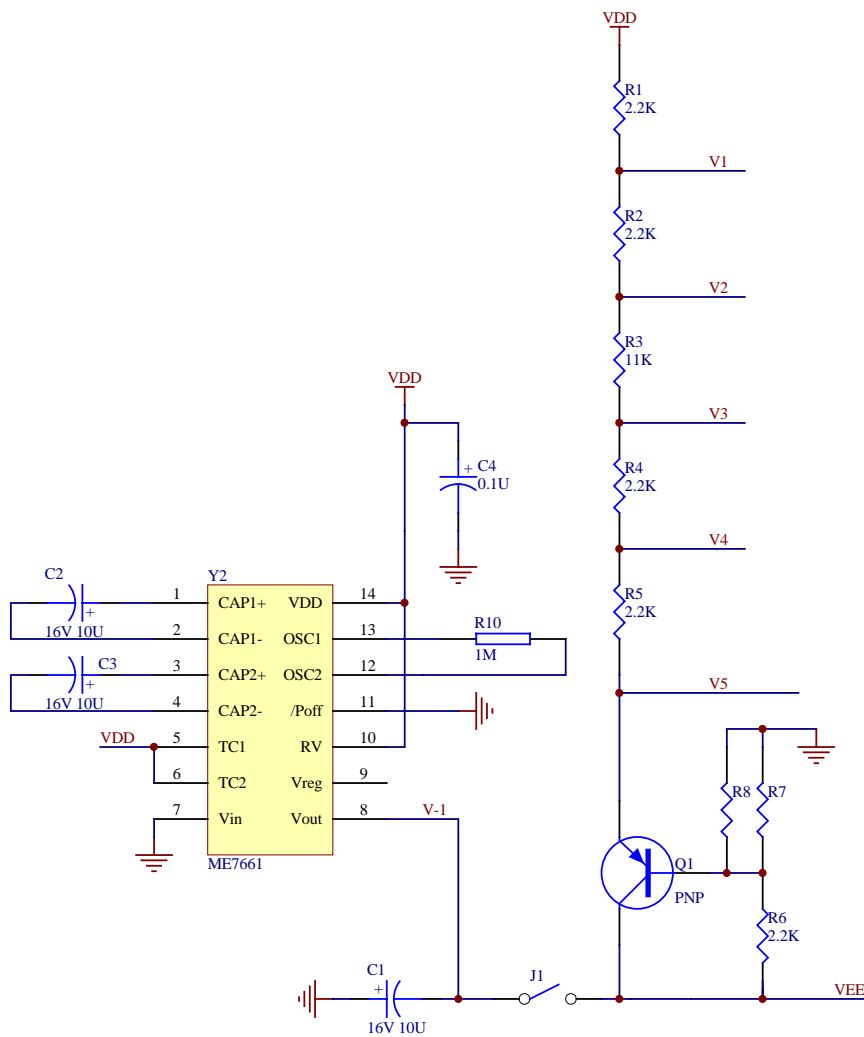 VDD
R1
2.2K
V1
R2
2.2K
V2
R3
11K
V3
R4
2.2K
V4
R5
2.2K
V5
VDD
C4
+
0.1U
Y2
C2
+
16V 10U
C3
+
16V 10U
VDD
1 CAP1+ VDD 14
2 CAP1- OSC1 13
3 CAP2+ OSC2 12
4 CAP2- /Poff 11
5 TC1 RV 10
6 TC2 Vreg 9
7 Vin Vout 8
ME7661
R10
1M
V-1
R8 R7
Q1
PNP
R6
2.2K
C1
+
16V 10U
J1
VEE